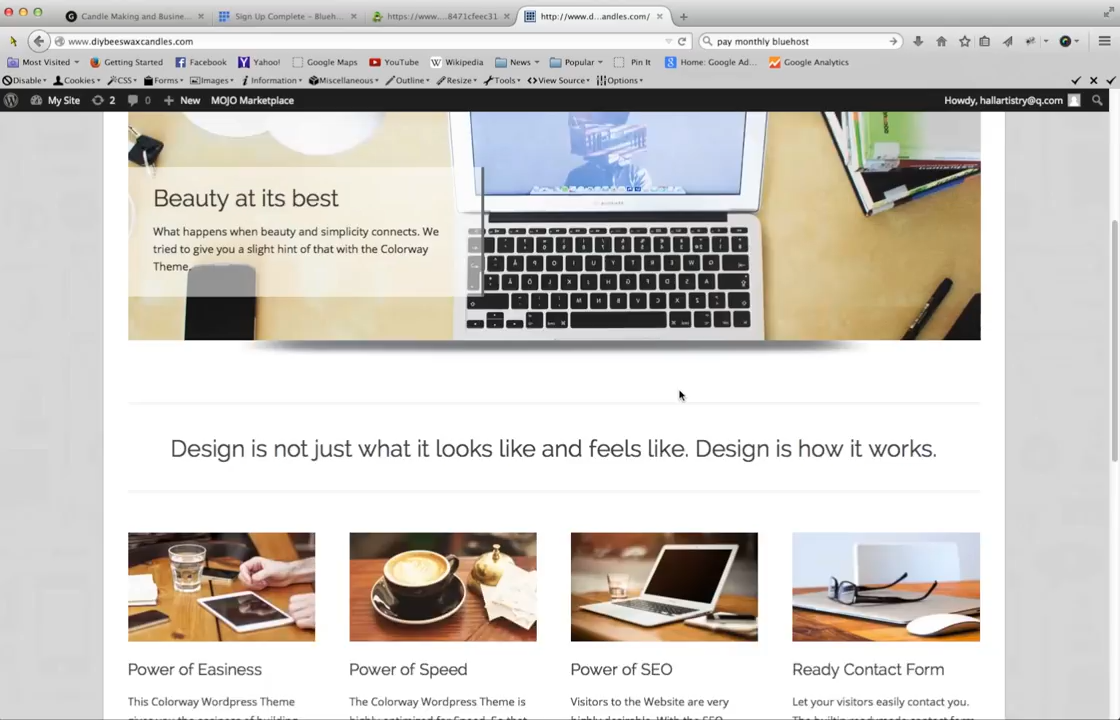 Candle Making and Busine...
Sign Up Complete – Blueh...
https://www....8471cfeec31
http://www.d...andles.com/
www.diybeeswaxcandles.com
pay monthly bluehost
Most Visited
Getting Started
Facebook
Yahoo!
Google Maps
YouTube
Wikipedia
News
Popular
Pin It
Home: Google Ad...
Google Analytics
Disable
Cookies
CSS
Forms
Images
Information
Miscellaneous
Outline
Resize
Tools
View Source
Options
My Site
2
0
New
MOJO Marketplace
Howdy, hallartistry@q.com
Beauty at its best
What happens when beauty and simplicity connects. We
tried to give you a slight hint of that with the Colorway
Theme.
Design is not just what it looks like and feels like. Design is how it works.
Power of Easiness
Power of Speed
Power of SEO
Ready Contact Form
This Colorway Wordpress Theme
The Colorway Wordpress Theme is
Visitors to the Website are very
Let your visitors easily contact you.